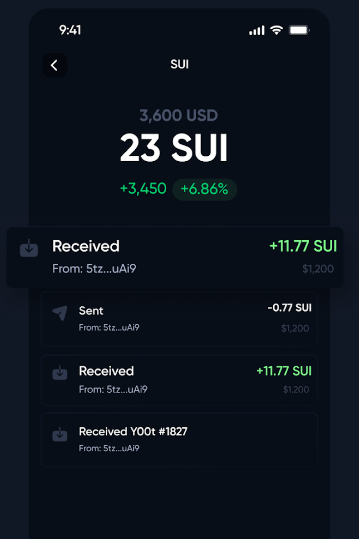 9:41
SUI
3,600 USD
23 SUI
+3,450 +6.86%
Received +11.77 SUI
From: 5tz...uAi9 $1,200
Sent -0.77 SUI
From: 5tz...uAi9 $1,200
Received +11.77 SUI
From: 5tz...uAi9 $1,200
Received Y00t #1827
From: 5tz...uAi9